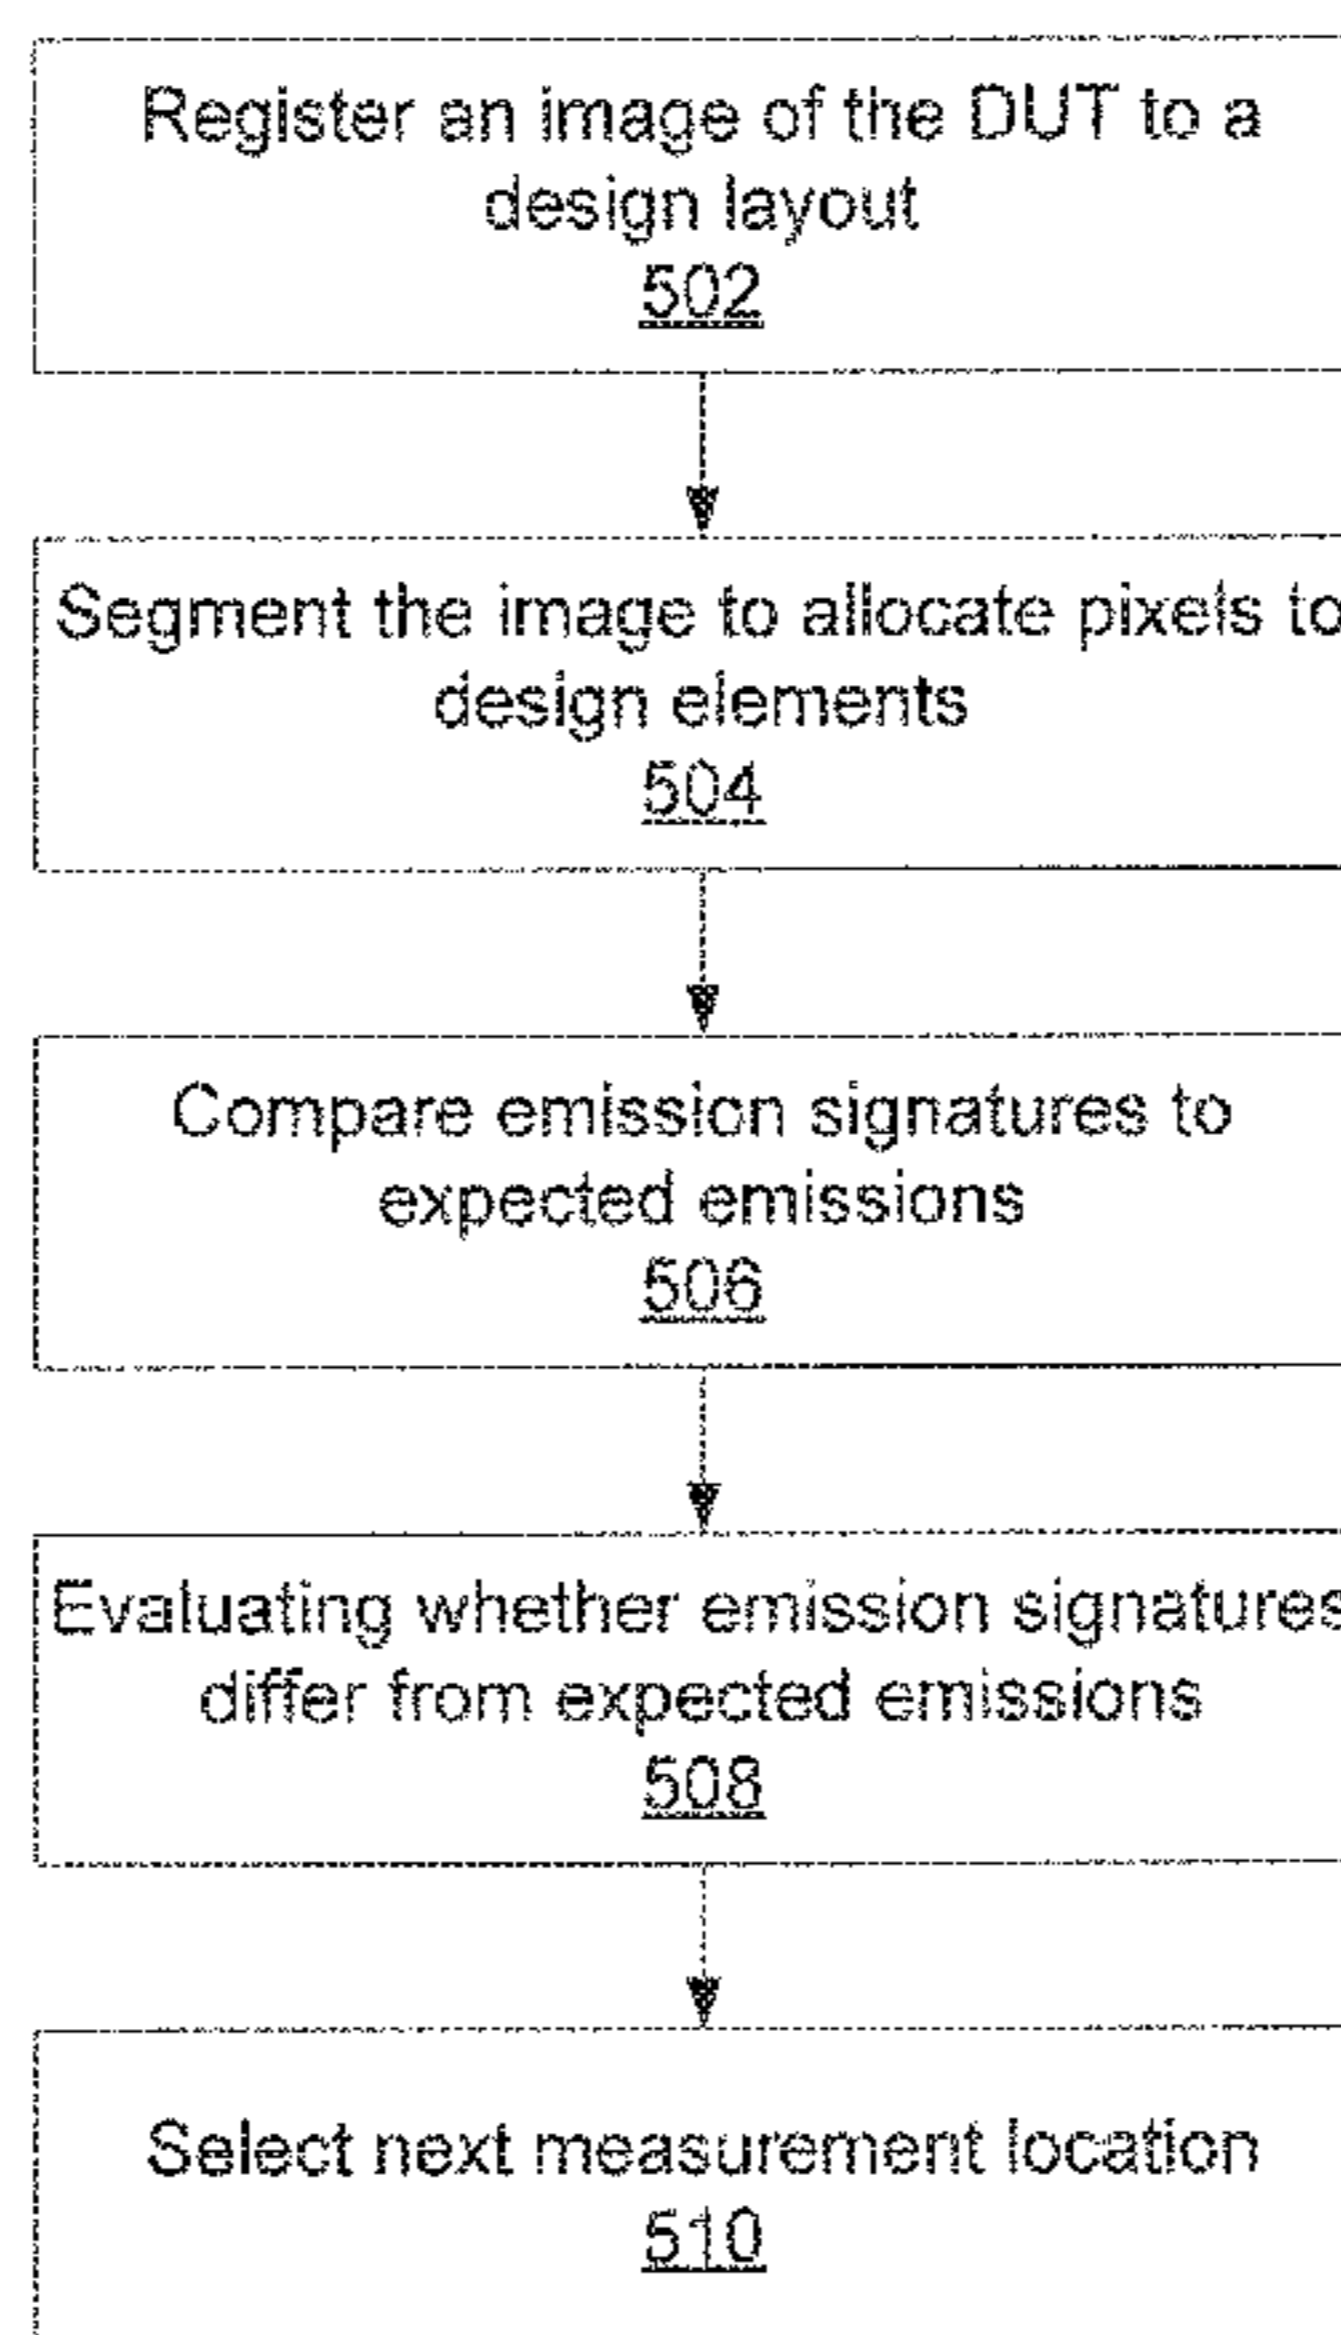 Register an image of the DUT to a
design layout
502
Segment the image to allocate pixels to
design elements
504
Compare emission signatures to
expected emissions
506
Evaluating whether emission signatures
differ from expected emissions
508
Select next measurement location
510